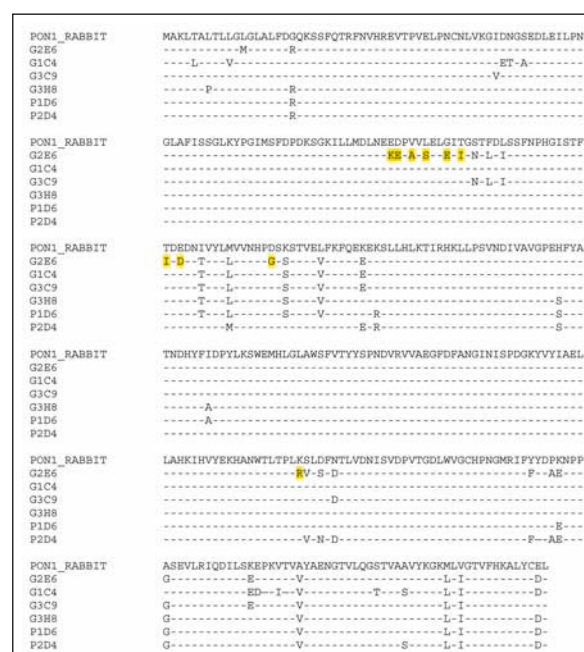 PON1_RABBIT MAKLTALTLLGLGLALFDGQKSSFQTRFNVHREVTPVELPNCNLVKGIDNGSEDLEILPN
G2E6 -----------M------R-----------------------------------------
G1C4 ----L----V--------------------------------------ET-A--------
G3C9 -----------------------------------------------V------------
G3H8 ------P-----------R-----------------------------------------
P1D6 ------------------R-----------------------------------------
P2D4 ------------------R-----------------------------------------
PON1_RABBIT GLAFISSGLKYPGIMSFDPDKSGKILLMDLNEEDPVVLELGITGSTFDLSSFNPHGISTF
G2E6 --------------------------------KE-A-S--E-I-N-L-I-----------
G1C4 ------------------------------------------------------------
G3C9 --------------------------------------------N-L-I-----------
G3H8 ------------------------------------------------------------
P1D6 ------------------------------------------------------------
P2D4 ------------------------------------------------------------
PON1_RABBIT TDEDNIVYLMVVNHPDSKSTVELFKFQEKEKSLLHLKTIRHKLLPSVNDIVAVGPEHFYA
G2E6 I-D--T---L-----G-S----V-----E-------------------------------
G1C4 -----T---L-------S----V-----E-------------------------------
G3C9 -----T---L-------S----V-----E-------------------------------
G3H8 -----T---L-------S----V---------------------------------S---
P1D6 -----T---L-------S----V-------R-------------------------S---
P2D4 ---------M------------------E-R-------------------------S---
PON1_RABBIT TNDHYFIDPYLKSWEMHLGLAWSFVTYYSPNDVRVVAEGFDFANGINISPDGKYVYIAEL
G2E6 ------------------------------------------------------------
G1C4 ------------------------------------------------------------
G3C9 ------------------------------------------------------------
G3H8 ------A-----------------------------------------------------
P1D6 ------A-----------------------------------------------------
P2D4 ------------------------------------------------------------
PON1_RABBIT LAHKIHVYEKHANWTLTPLKSLDFNTLVDNISVDPVTGDLWVGCHPNGMRIFYYDPKNPP
G2E6 -------------------RV-S-D---------------------------F--AE---
G1C4 ------------------------------------------------------------
G3C9 ------------------------D-----------------------------------
G3H8 ------------------------------------------------------------
P1D6 --------------------------------------------------------E---
P2D4 --------------------V-N-D---------------------------F--AE---
PON1_RABBIT ASEVLRIQDILSKEPKVTVAYAENGTVLQGSTVAAVYKGKMLVGTVFHKALYCEL
G2E6 G-----------E------V--------------------M-I----------D-
G1C4 ------------ED--I--V----------T---S-----M-I----------D-
G3C9 G-----------E------V--------------------M-I----------D-
G3H8 G------------------V--------------------M-I----------D-
P1D6 G------------------V--------------------M-I----------D-
P2D4 G------------------V--------------S-----M-I----------D-